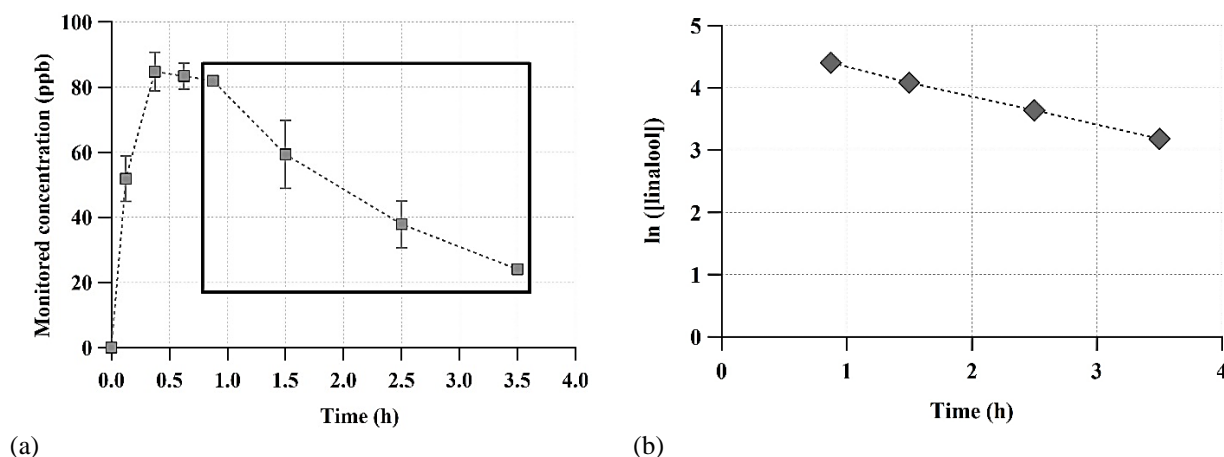 100
80
60
40
20
0
Monitored concentration (ppb)
0.0 0.5 1.0 1.5 2.0 2.5 3.0 3.5 4.0
Time (h)
(a)
5
4
3
2
1
0
ln ([linalool])
0 1 2 3 4
Time (h)
(b)